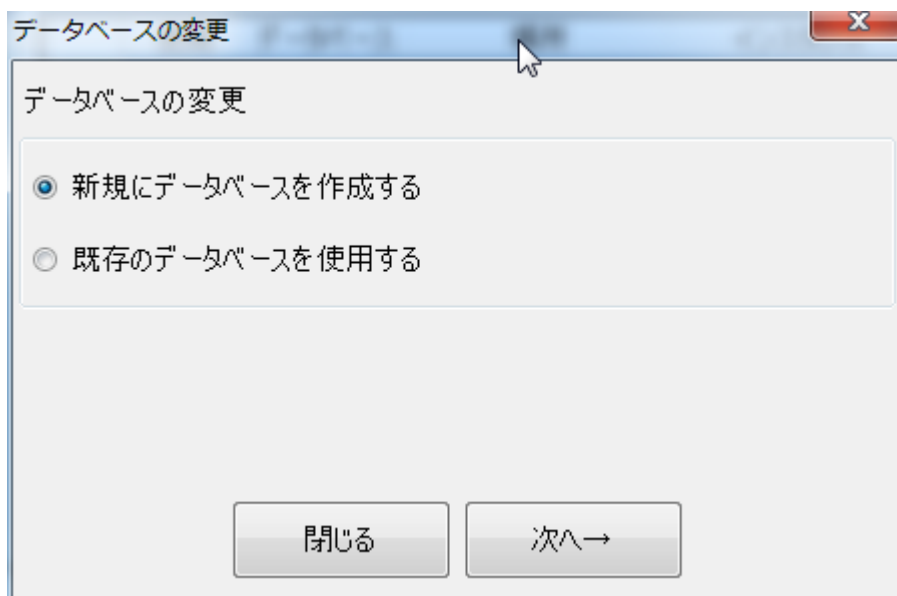 データベースの変更
データベースの変更
新規にデータベースを作成する
既存のデータベースを使用する
閉じる 次へ→